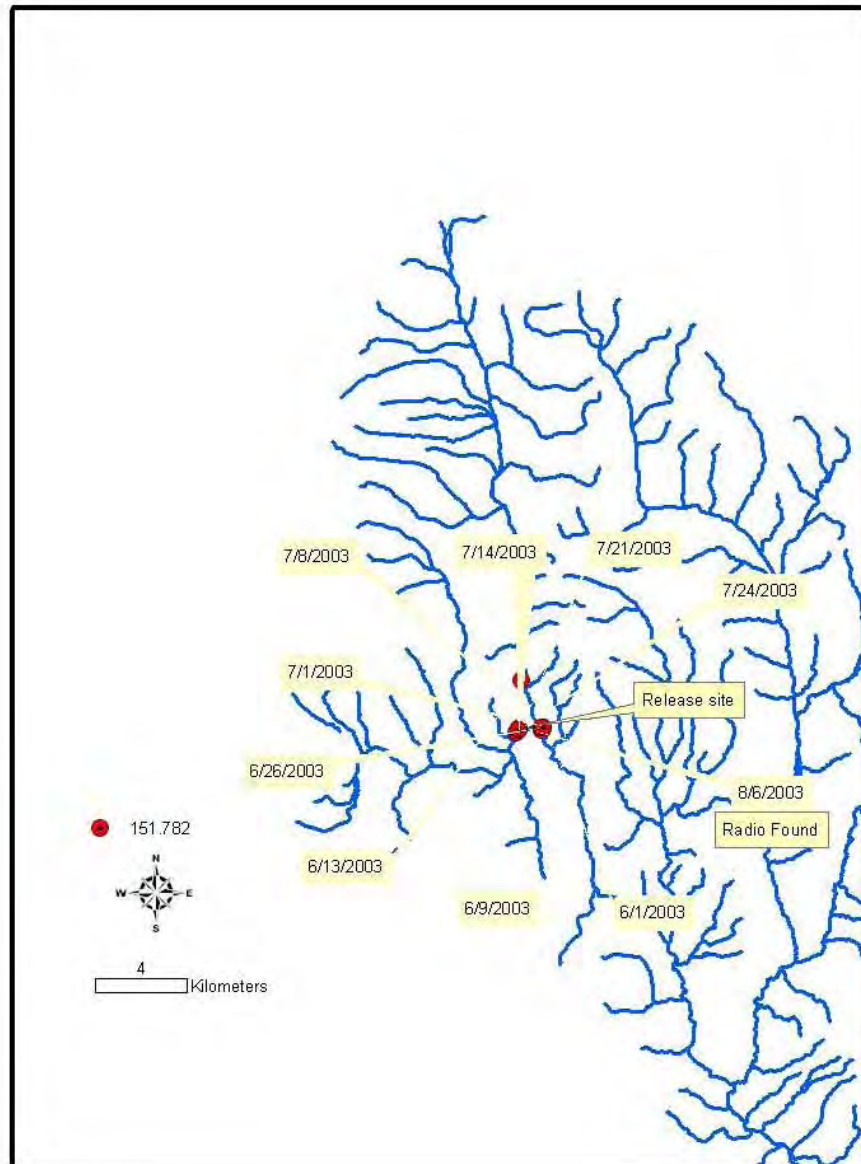 7/8/2003
7/14/2003
7/21/2003
7/24/2003
7/1/2003
Release site
6/26/2003
8/6/2003
151.782
Radio Found
N
W
E
S
6/13/2003
6/9/2003
6/1/2003
4
Kilometers